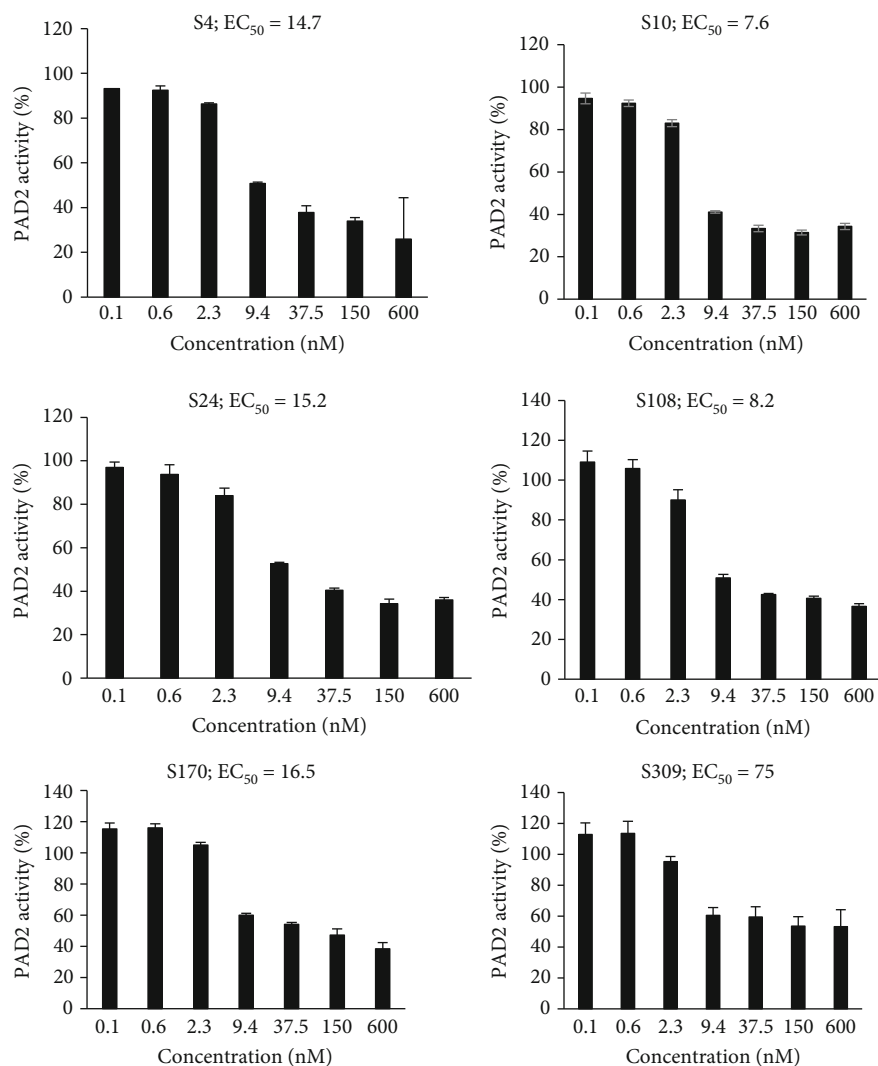 S4; EC50 = 14.7
PAD2 activity (%)
120
100
80
60
40
20
0
0.1 0.6 2.3 9.4 37.5 150 600
Concentration (nM)
S10; EC50 = 7.6
PAD2 activity (%)
120
100
80
60
40
20
0
0.1 0.6 2.3 9.4 37.5 150 600
Concentration (nM)
S24; EC50 = 15.2
PAD2 activity (%)
120
100
80
60
40
20
0
0.1 0.6 2.3 9.4 37.5 150 600
Concentration (nM)
S108; EC50 = 8.2
PAD2 activity (%)
140
120
100
80
60
40
20
0
0.1 0.6 2.3 9.4 37.5 150 600
Concentration (nM)
S170; EC50 = 16.5
PAD2 activity (%)
140
120
100
80
60
40
20
0
0.1 0.6 2.3 9.4 37.5 150 600
Concentration (nM)
S309; EC50 = 75
PAD2 activity (%)
140
120
100
80
60
40
20
0
0.1 0.6 2.3 9.4 37.5 150 600
Concentration (nM)